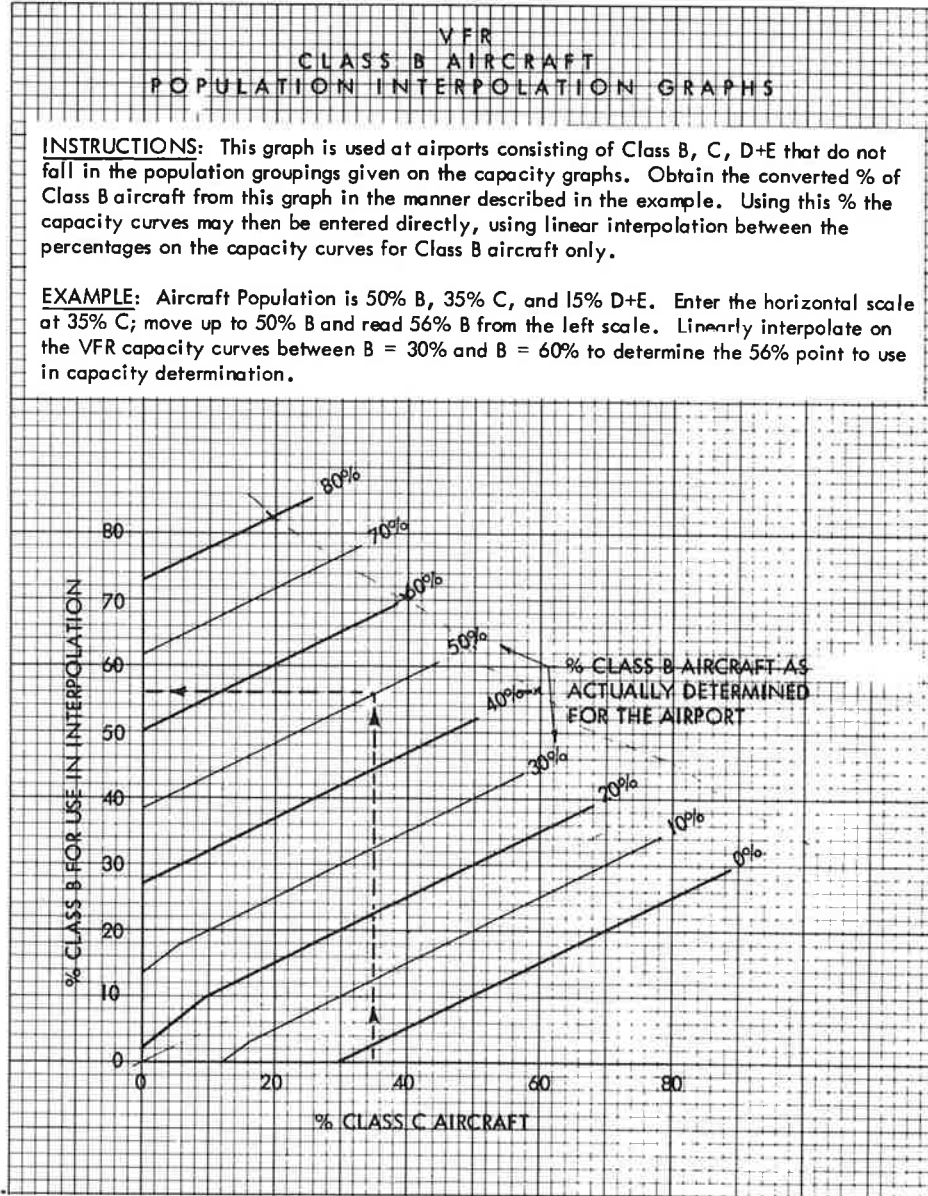 VFR
CLASS B AIRCRAFT
POPULATION INTERPOLATION GRAPHS
INSTRUCTIONS: This graph is used at airports consisting of Class B, C, D+E that do not
fall in the population groupings given on the capacity graphs. Obtain the converted % of
Class B aircraft from this graph in the manner described in the example. Using this % the
capacity curves may then be entered directly, using linear interpolation between the
percentages on the capacity curves for Class B aircraft only.
EXAMPLE: Aircraft Population is 50% B, 35% C, and 15% D+E. Enter the horizontal scale
at 35% C; move up to 50% B and read 56% B from the left scale. Linearly interpolate on
the VFR capacity curves between B = 30% and B = 60% to determine the 56% point to use
in capacity determination.
80%
70%
60%
50%
40%
30%
20%
10%
0%
% CLASS B AIRCRAFT AS
ACTUALLY DETERMINED
FOR THE AIRPORT
% CLASS B FOR USE IN INTERPOLATION
80
70
60
50
40
30
20
10
0
0 20 40 60 80
% CLASS C AIRCRAFT